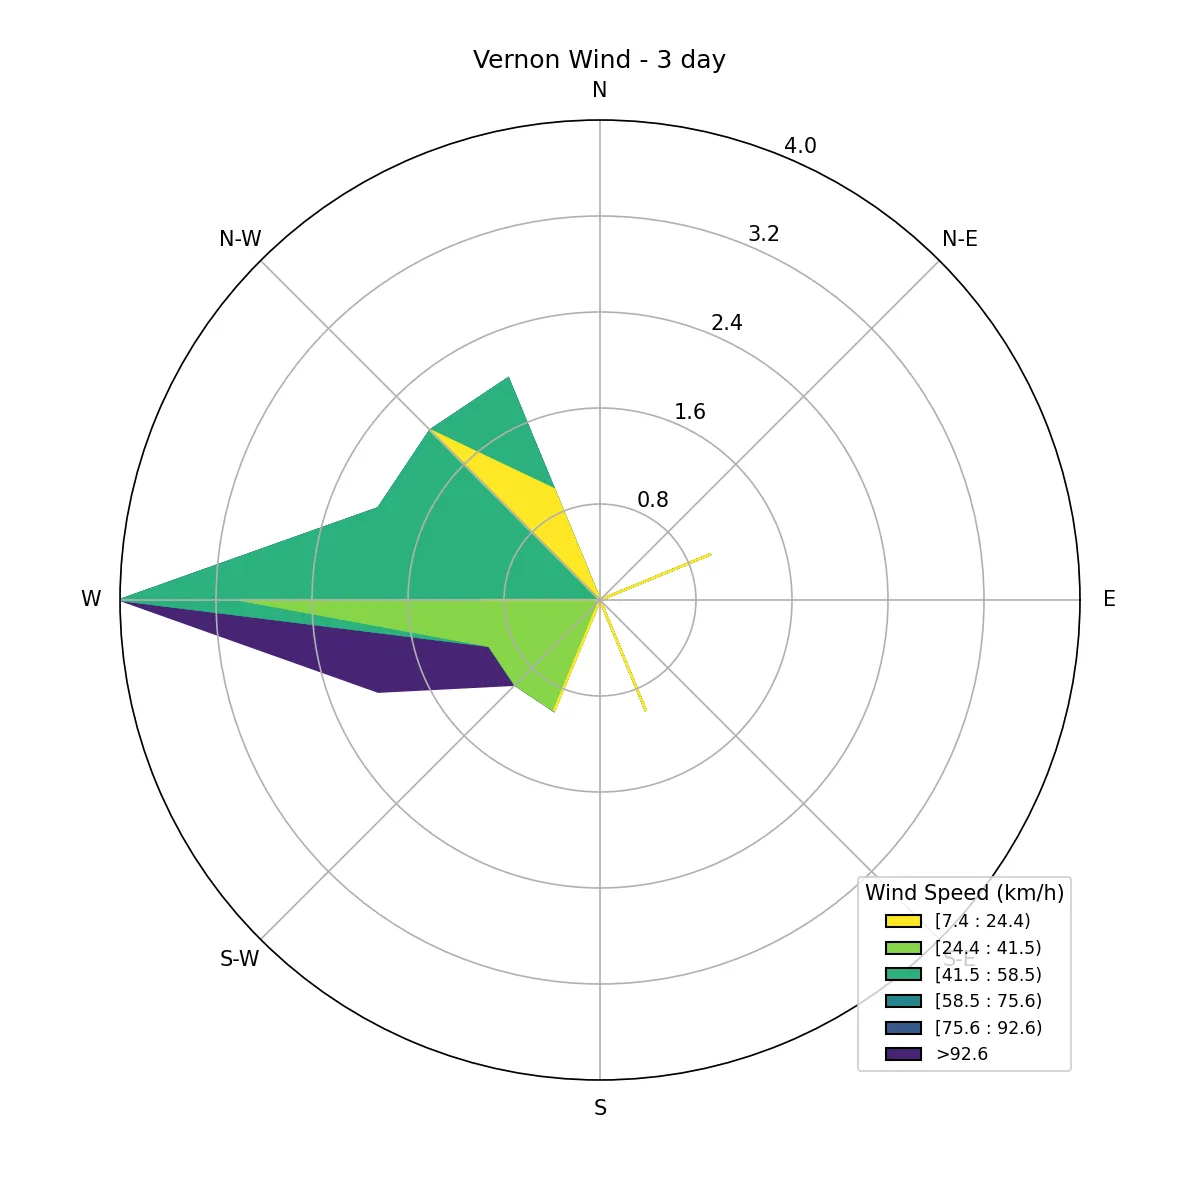 Vernon Wind - 3 day
N
4.0
N-W
N-E
3.2
2.4
1.6
0.8
W
E
Wind Speed (km/h)
[7.4 : 24.4)
[24.4 : 41.5)
S-W
S-E
[41.5 : 58.5)
[58.5 : 75.6)
[75.6 : 92.6)
>92.6
S